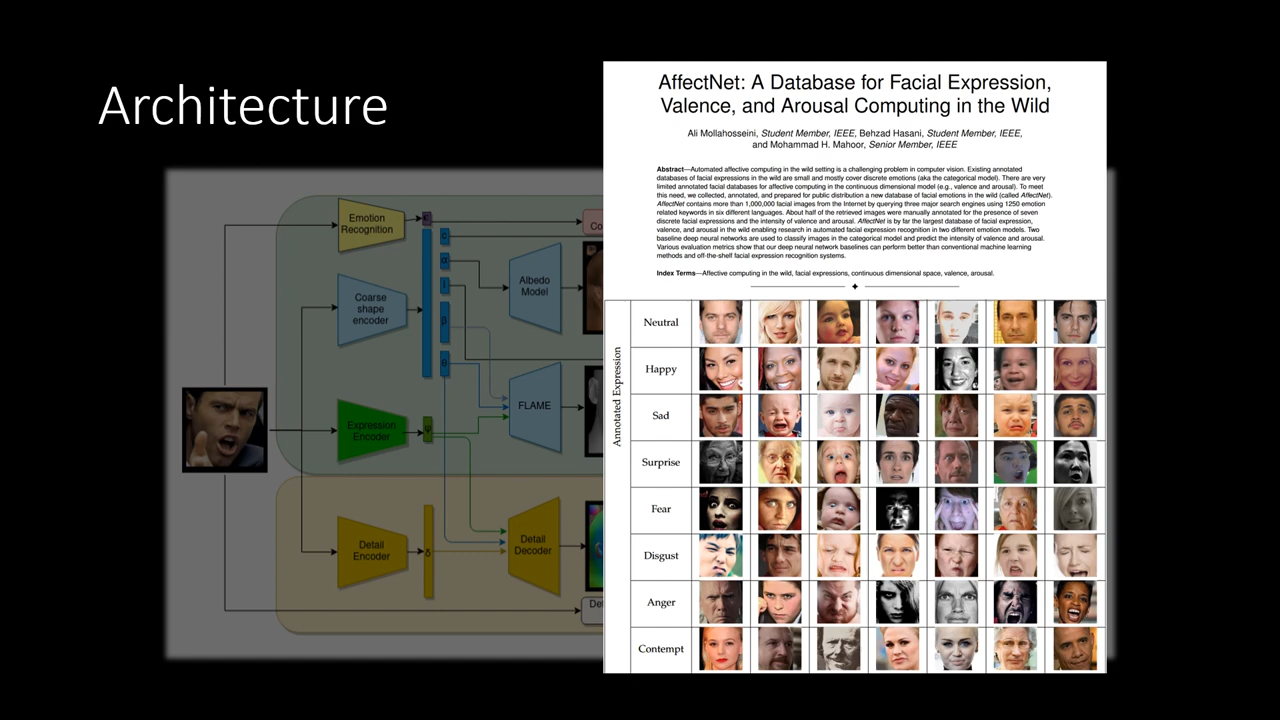 Architecture
AffectNet: A Database for Facial Expression,
Valence, and Arousal Computing in the Wild
Ali Mollahosseini, Student Member, IEEE, Behzad Hasani, Student Member, IEEE,
and Mohammad H. Mahoor, Senior Member, IEEE
Abstract—Automated affective computing in the wild setting is a challenging problem in computer vision. Existing annotated
databases of facial expressions in the wild are small and mostly cover discrete emotions (aka the categorical model). There are very
limited annotated facial databases for affective computing in the continuous dimensional model (e.g., valence and arousal). To meet
this need, we collected, annotated, and prepared for public distribution a new database of facial emotions in the wild (called AffectNet).
AffectNet contains more than 1,000,000 facial images from the Internet by querying three major search engines using 1250 emotion
related keywords in six different languages. About half of the retrieved images were manually annotated for the presence of seven
discrete facial expressions and the intensity of valence and arousal. AffectNet is by far the largest database of facial expression,
valence, and arousal in the wild enabling research in automated facial expression recognition in two different emotion models. Two
baseline deep neural networks are used to classify images in the categorical model and predict the intensity of valence and arousal.
Various evaluation metrics show that our deep neural network baselines can perform better than conventional machine learning
methods and off-the-shelf facial expression recognition systems.
Index Terms—Affective computing in the wild, facial expressions, continuous dimensional space, valence, arousal.
Annotated Expression
Neutral
Happy
Sad
Surprise
Fear
Disgust
Anger
Contempt
Emotion
Recognition
Coarse
shape
encoder
Expression
Encoder
Detail
Encoder
Albedo
Model
FLAME
Detail
Decoder
c
α
l
β
θ
ψ
δ
Co
De